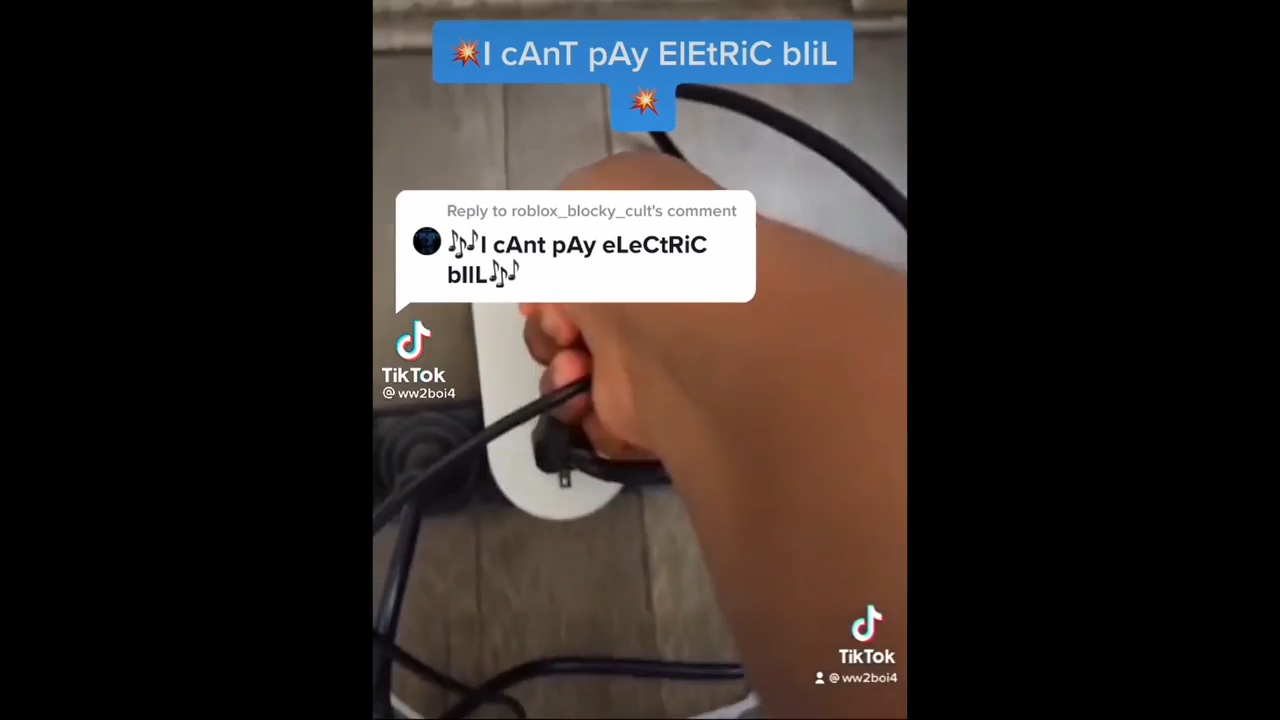 💥I cAnT pAy ElEtRiC bIiL
💥
Reply to roblox_blocky_cult's comment
🎶I cAnt pAy eLeCtRiC
bIlL🎶
TikTok
@ww2boi4
TikTok
@ww2boi4